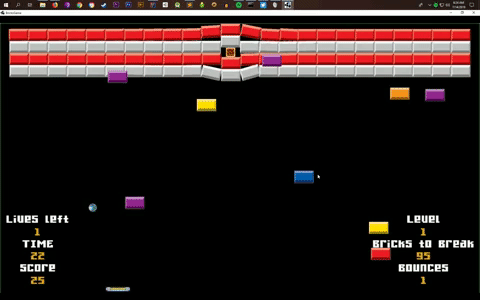 Lives left
1
TIME
22
Score
25
Level
1
Bricks to Break
95
Bounces
1